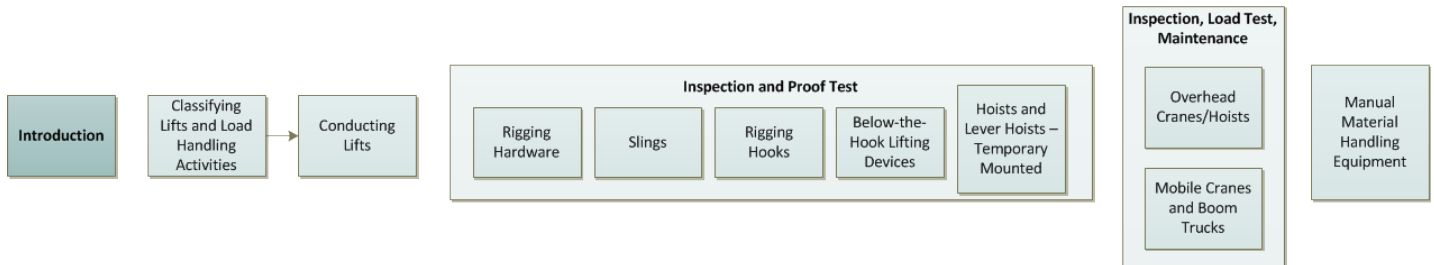 Introduction
Classifying
Lifts and Load
Handling
Activities
Conducting
Lifts
Inspection and Proof Test
Rigging
Hardware
Slings
Rigging
Hooks
Below-the-
Hook Lifting
Devices
Hoists and
Lever Hoists –
Temporary
Mounted
Inspection, Load Test,
Maintenance
Overhead
Cranes/Hoists
Mobile Cranes
and Boom
Trucks
Manual
Material
Handling
Equipment